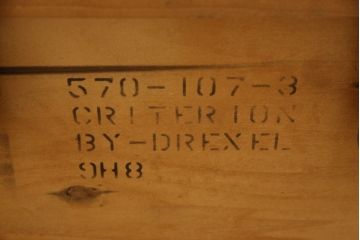 570-107-3
CRITERION
BY-DREXEL
9H8